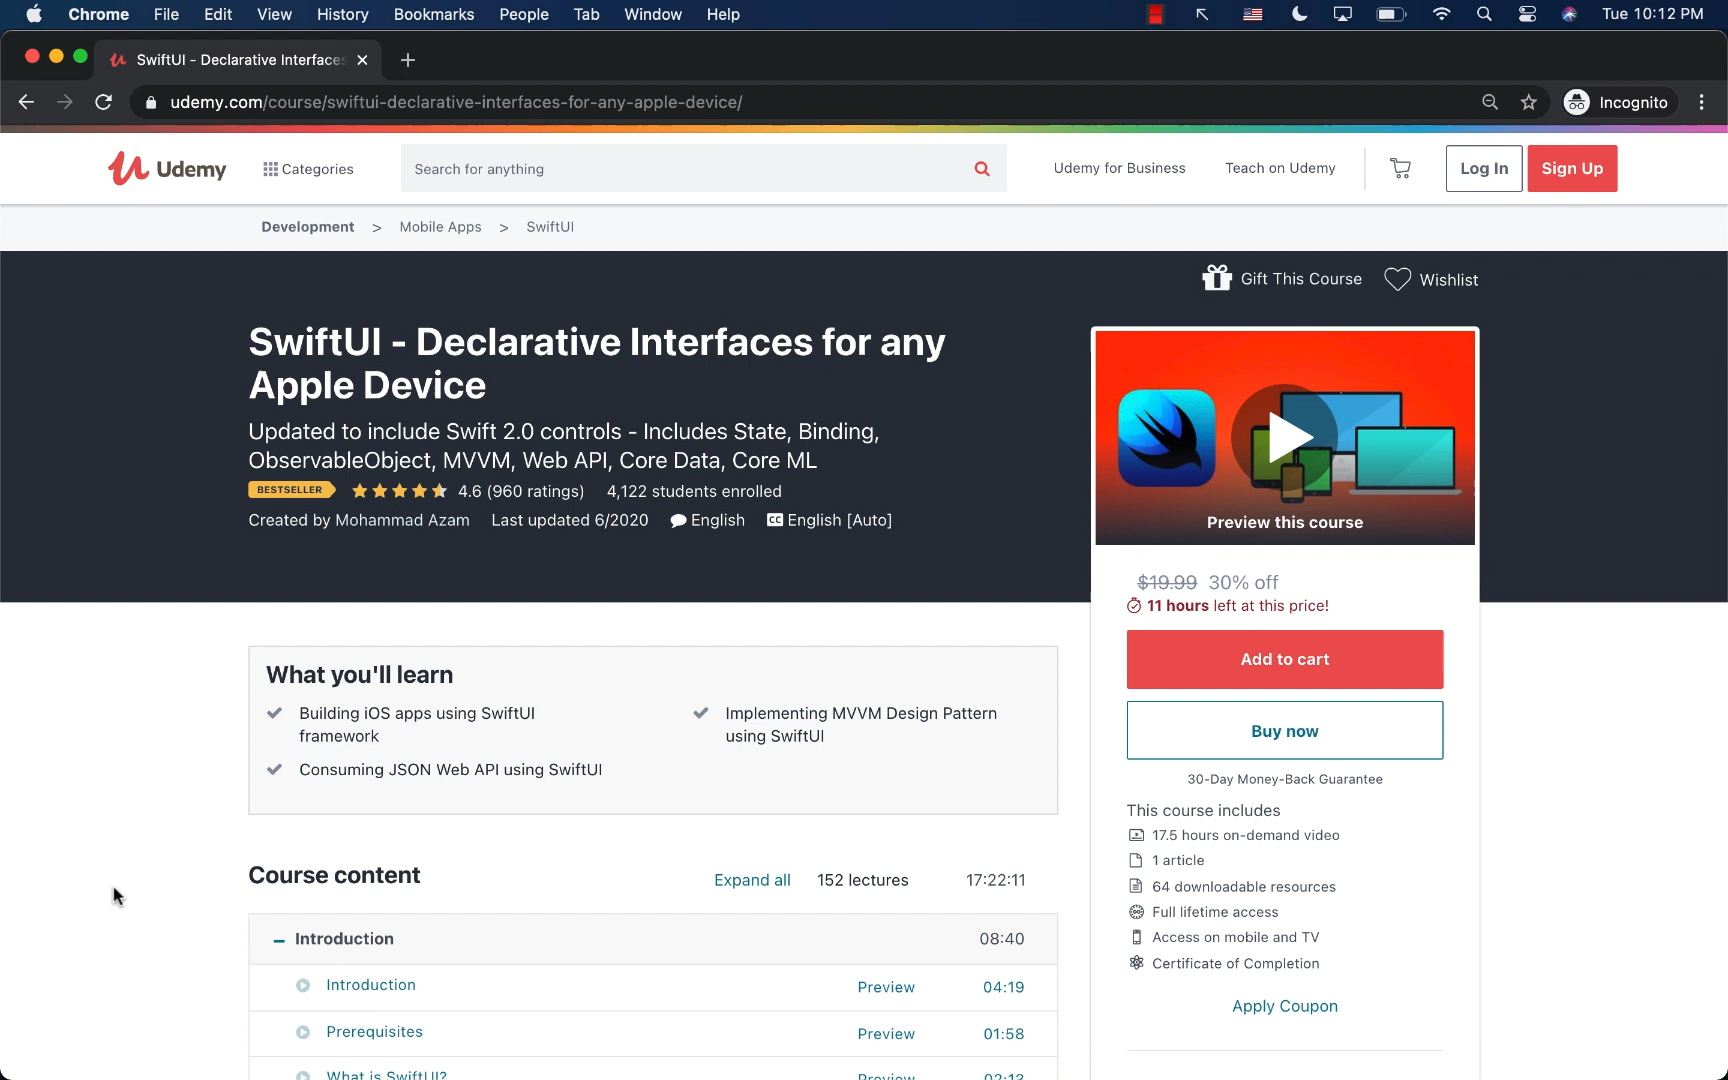 Chrome File Edit View History Bookmarks People Tab Window Help Tue 10:12 PM
SwiftUI - Declarative Interfaces
udemy.com/course/swiftui-declarative-interfaces-for-any-apple-device/ Incognito
Udemy Categories Search for anything Udemy for Business Teach on Udemy Log In Sign Up
Development > Mobile Apps > SwiftUI
Gift This Course Wishlist
SwiftUI - Declarative Interfaces for any
Apple Device
Updated to include Swift 2.0 controls - Includes State, Binding,
ObservableObject, MVVM, Web API, Core Data, Core ML
BESTSELLER 4.6 (960 ratings) 4,122 students enrolled
Created by Mohammad Azam Last updated 6/2020 English CC English [Auto]
Preview this course
$19.99 30% off
11 hours left at this price!
Add to cart
Buy now
30-Day Money-Back Guarantee
This course includes
17.5 hours on-demand video
1 article
64 downloadable resources
Full lifetime access
Access on mobile and TV
Certificate of Completion
Apply Coupon
What you'll learn
Building iOS apps using SwiftUI
framework
Consuming JSON Web API using SwiftUI
Implementing MVVM Design Pattern
using SwiftUI
Course content Expand all 152 lectures 17:22:11
Introduction 08:40
Introduction Preview 04:19
Prerequisites Preview 01:58
What is SwiftUI? Preview 02:13